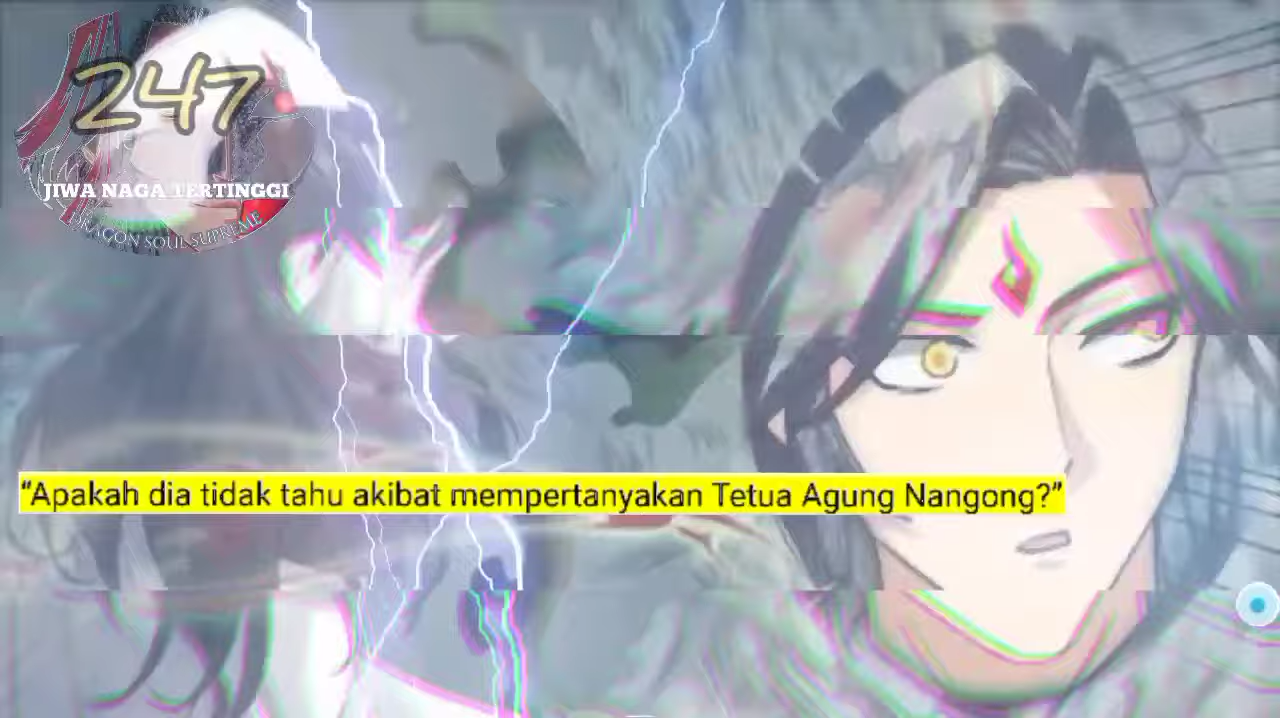 247
JIWA NAGA TERTINGGI
DRAGON SOUL SUPREME
“Apakah dia tidak tahu akibat mempertanyakan Tetua Agung Nangong?”